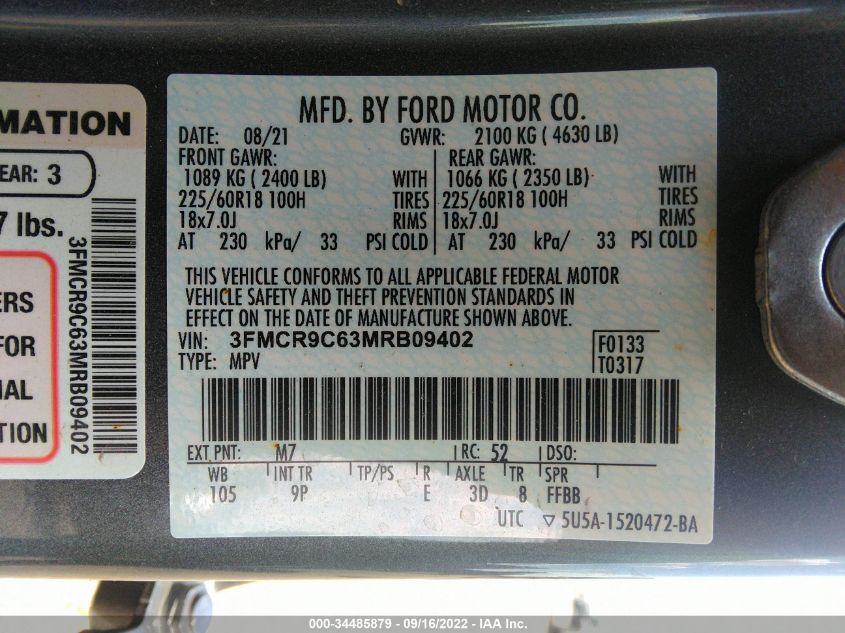 MATION
EAR: 3
7 lbs.
ERS
FOR
IAL
TION
3FMCR9C63MRB09402
MFD. BY FORD MOTOR CO.
DATE: 08/21 GVWR: 2100 KG ( 4630 LB)
FRONT GAWR: REAR GAWR:
1089 KG ( 2400 LB) WITH 1066 KG ( 2350 LB) WITH
225/60R18 100H TIRES 225/60R18 100H TIRES
18x7.0J RIMS 18x7.0J RIMS
AT 230 kPa/ 33 PSI COLD AT 230 kPa/ 33 PSI COLD
THIS VEHICLE CONFORMS TO ALL APPLICABLE FEDERAL MOTOR
VEHICLE SAFETY AND THEFT PREVENTION STANDARDS IN
EFFECT ON THE DATE OF MANUFACTURE SHOWN ABOVE.
VIN: 3FMCR9C63MRB09402 F0133
TYPE: MPV T0317
EXT PNT: M7 RC: 52 DSO:
WB INT TR TP/PS R AXLE TR SPR
105 9P E 3D 8 FFBB
UTC ▽ 5U5A-1520472-BA
000-34485879 - 09/16/2022 - IAA Inc.